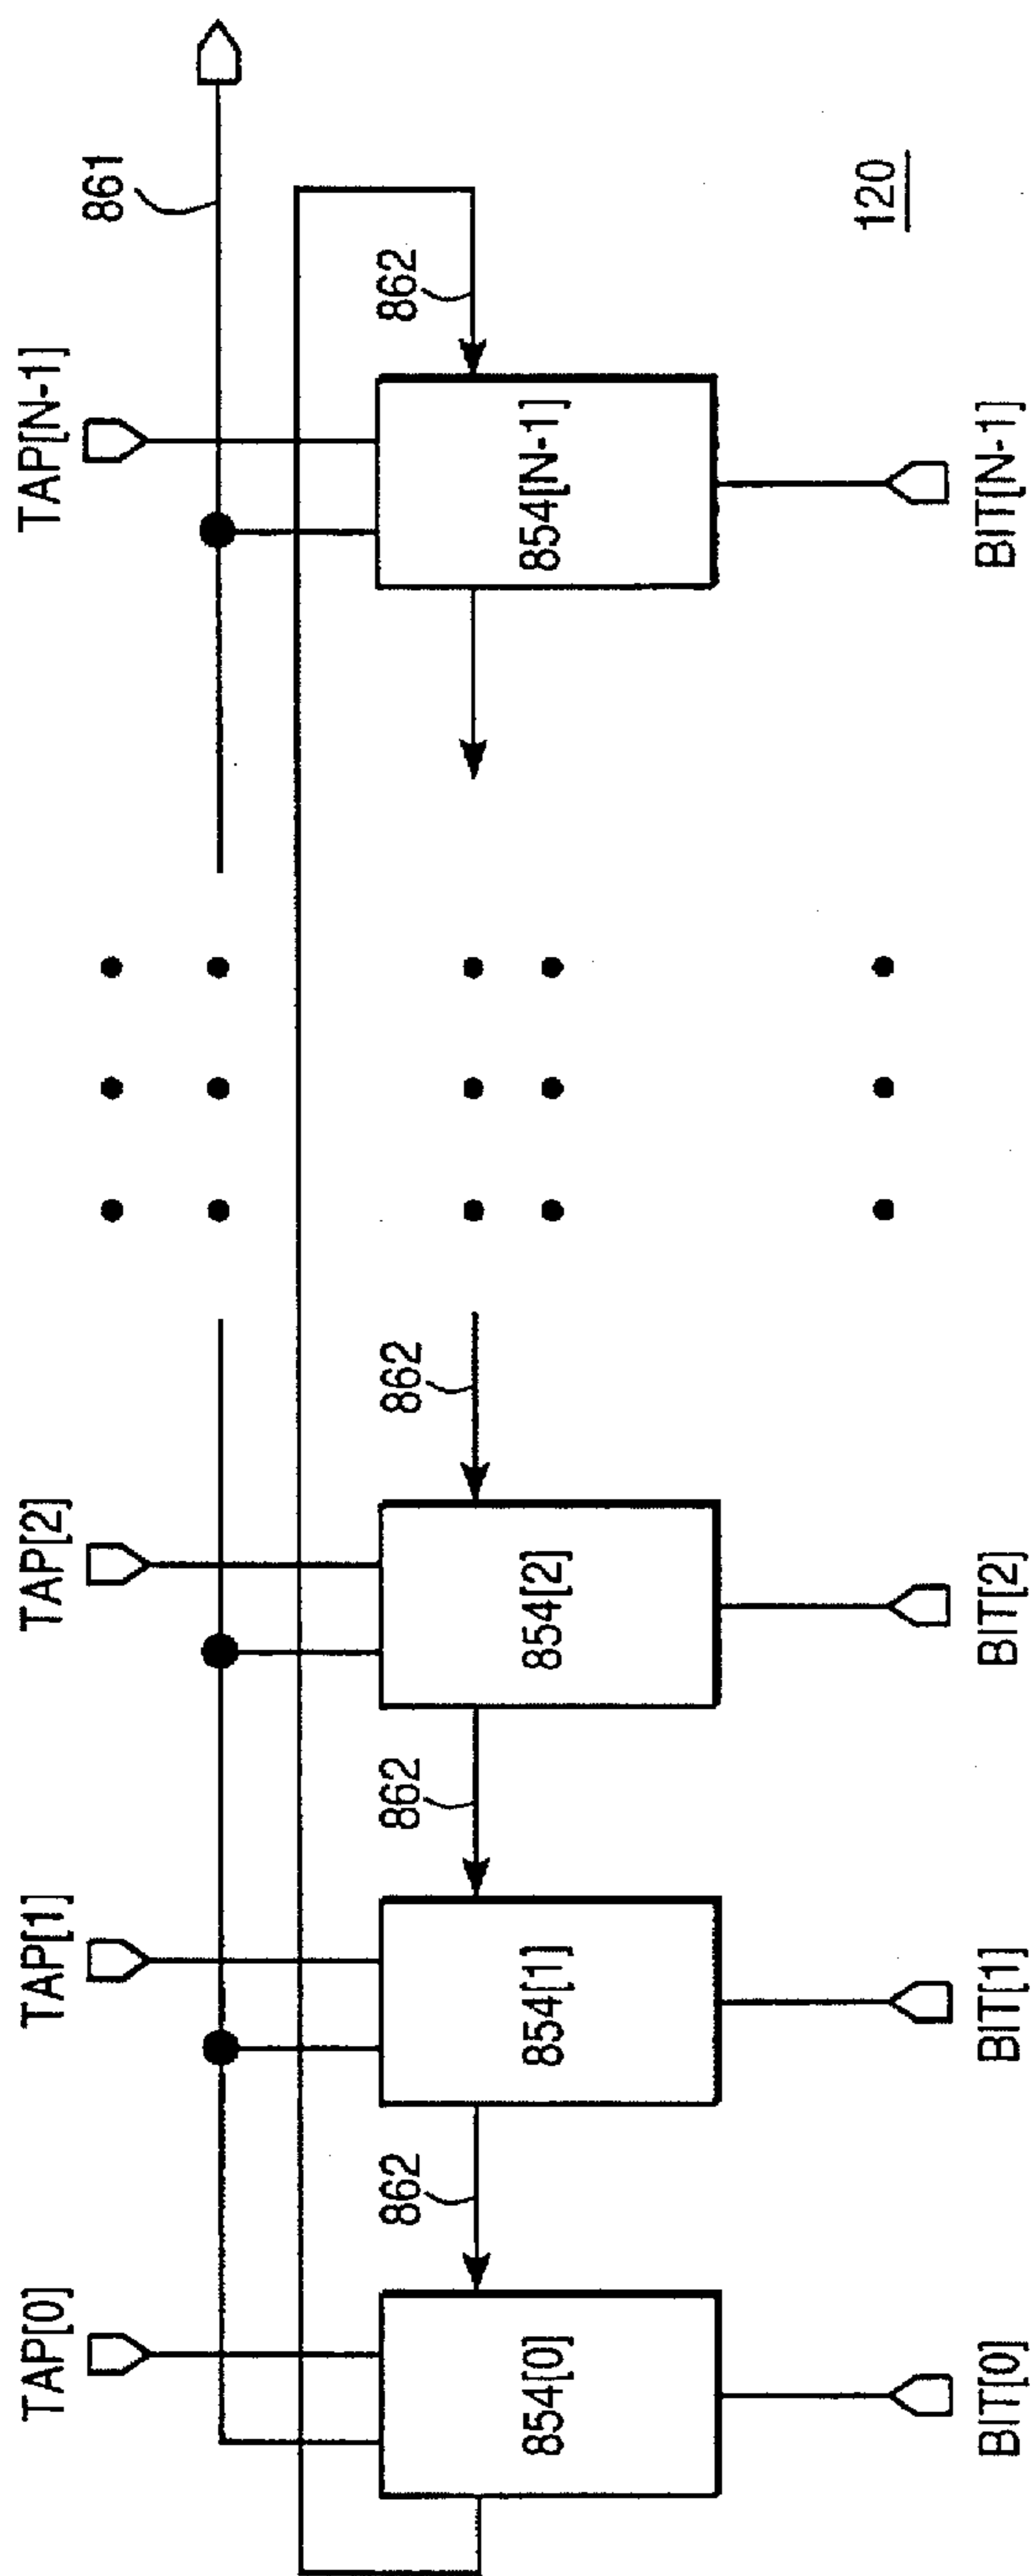 TAP[0] TAP[1] TAP[2] TAP[N-1]
861
862 862 862 862
854[0] 854[1] 854[2] 854[N-1]
120
BIT[0] BIT[1] BIT[2] BIT[N-1]